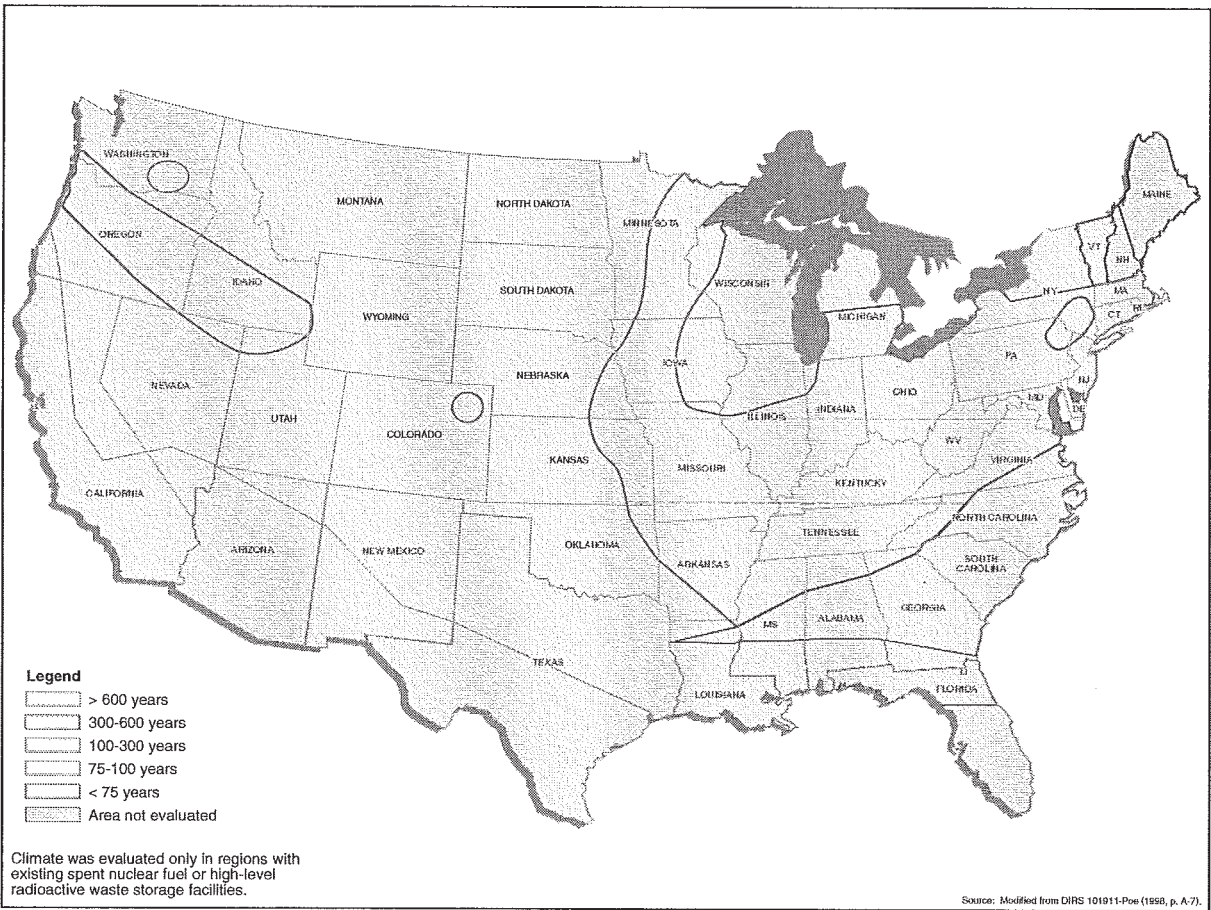 WASHINGTON
MONTANA
NORTH DAKOTA
MINNESOTA
MAINE
OREGON
IDAHO
VT
NH
WISCONSIN
SOUTH DAKOTA
NY
MA
WYOMING
MICHIGAN
CT
RI
PA
IOWA
NEBRASKA
NEVADA
NJ
OHIO
MD
DE
UTAH
COLORADO
ILLINOIS
INDIANA
WV
KANSAS
MISSOURI
VIRGINIA
CALIFORNIA
KENTUCKY
NORTH CAROLINA
TENNESSEE
OKLAHOMA
ARIZONA
NEW MEXICO
ARKANSAS
SOUTH
CAROLINA
GEORGIA
MS
ALABAMA
TEXAS
LOUISIANA
FLORIDA
Legend
> 600 years
300-600 years
100-300 years
75-100 years
< 75 years
Area not evaluated
Climate was evaluated only in regions with
existing spent nuclear fuel or high-level
radioactive waste storage facilities.
Source: Modified from DIRS 101911-Poe (1998, p. A-7).